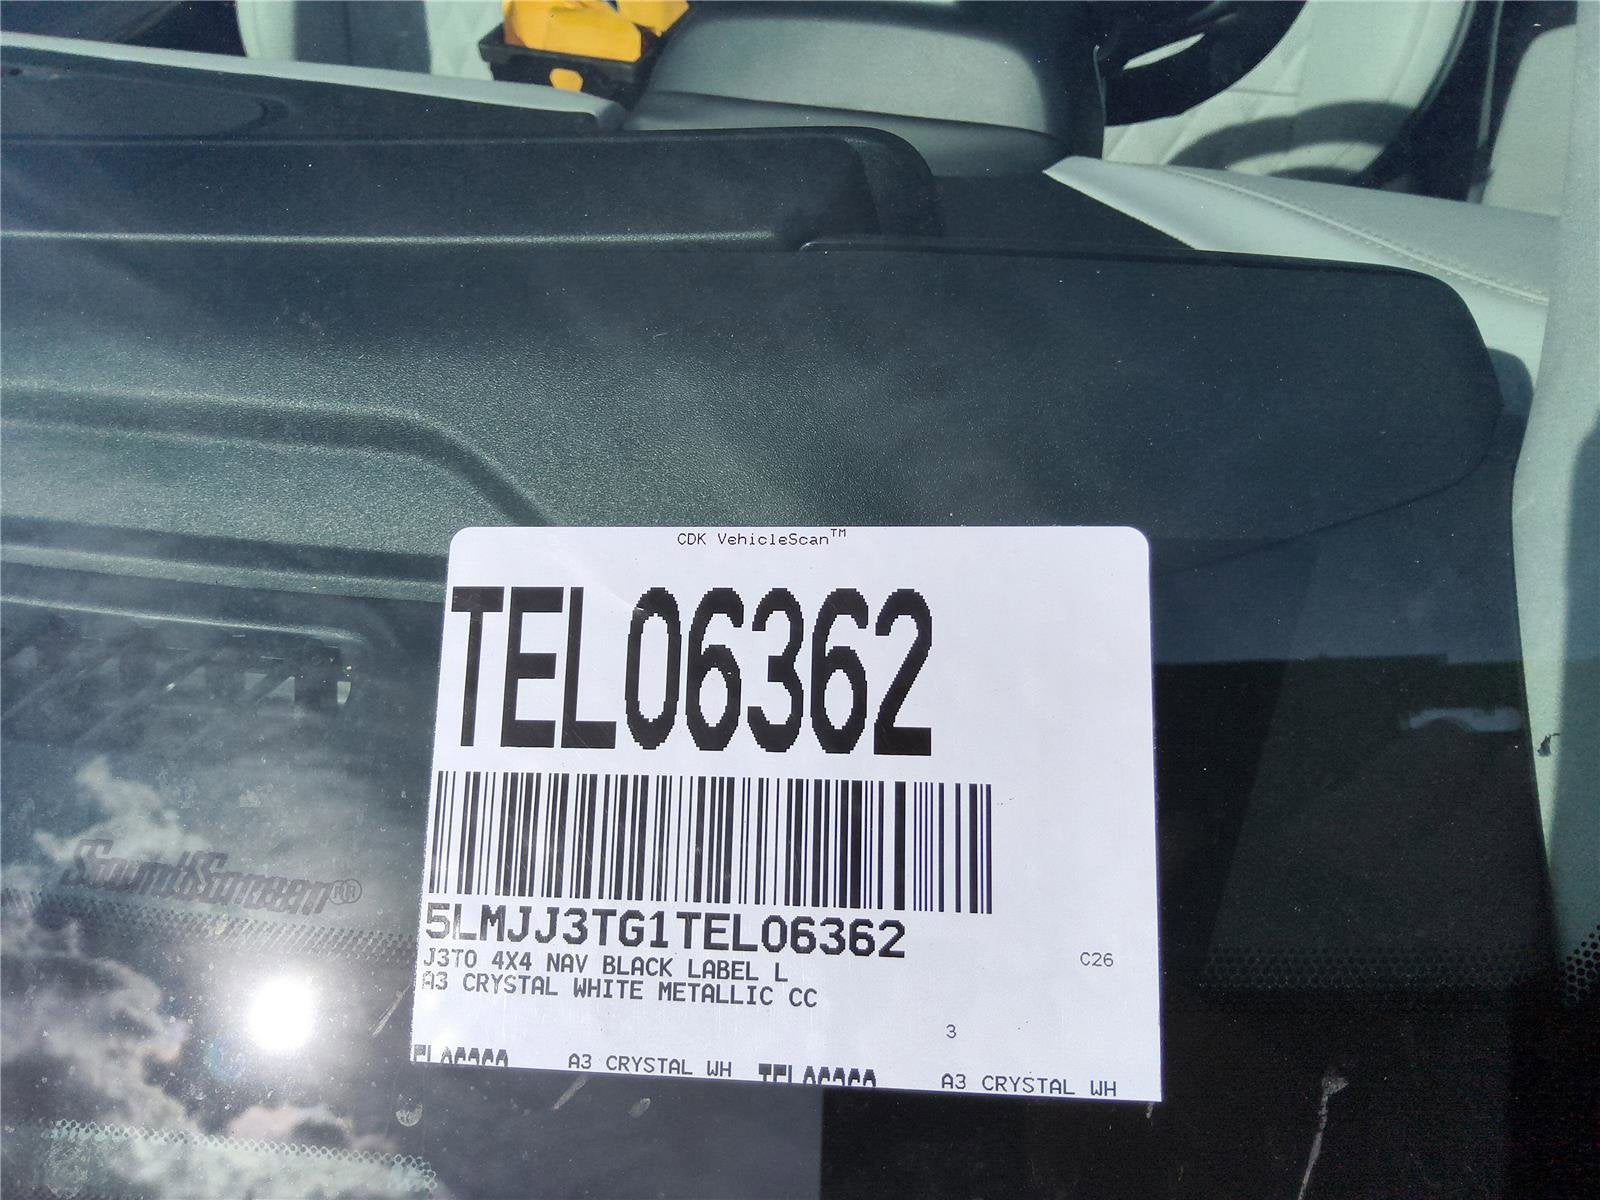 CDK VehicleScan™
TEL06362
5LMJJ3TG1TEL06362
J3T0 4X4 NAV BLACK LABEL L
A3 CRYSTAL WHITE METALLIC CC
C26
3
A3 CRYSTAL WH
A3 CRYSTAL WH
SoundScreen®